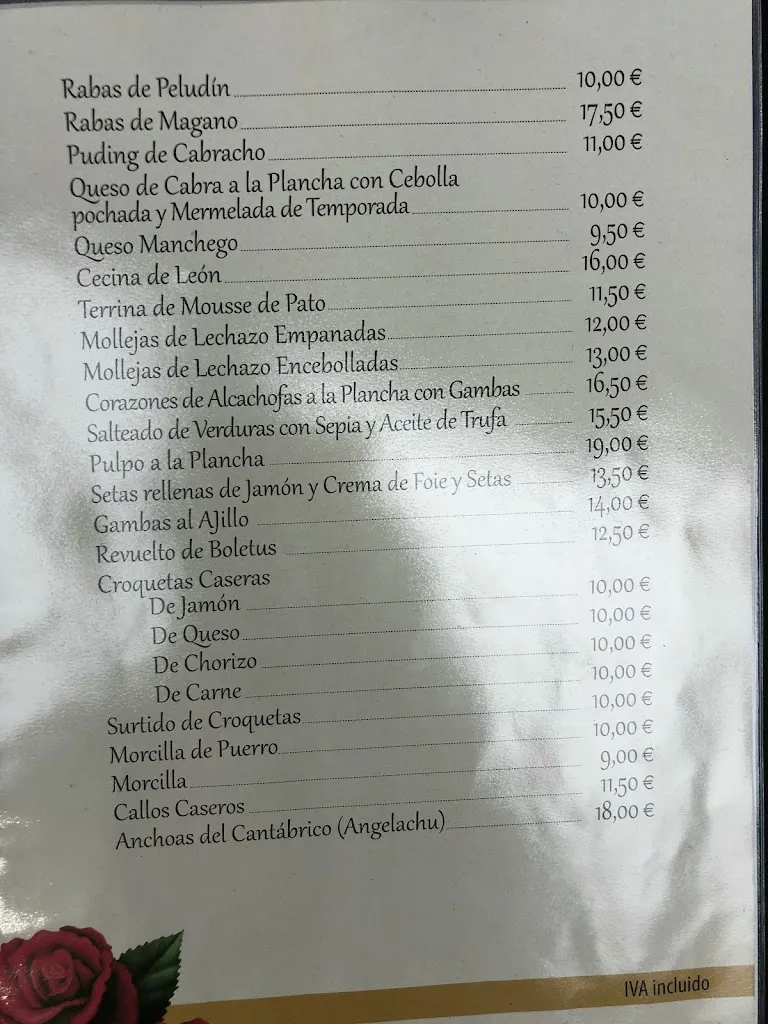 Rabas de Peludín 10,00 €
Rabas de Magano 17,50 €
Puding de Cabracho 11,00 €
Queso de Cabra a la Plancha con Cebolla
pochada y Mermelada de Temporada 10,00 €
Queso Manchego 9,50 €
Cecina de León 16,00 €
Terrina de Mousse de Pato 11,50 €
Mollejas de Lechazo Empanadas 12,00 €
Mollejas de Lechazo Encebolladas 13,00 €
Corazones de Alcachofas a la Plancha con Gambas 16,50 €
Salteado de Verduras con Sepia y Aceite de Trufa 15,50 €
Pulpo a la Plancha 19,00 €
Setas rellenas de Jamón y Crema de Foie y Setas 13,50 €
Gambas al AJillo 14,00 €
Revuelto de Boletus 12,50 €
Croquetas Caseras
De Jamón 10,00 €
De Queso 10,00 €
De Chorizo 10,00 €
De Carne 10,00 €
Surtido de Croquetas 10,00 €
Morcilla de Puerro 10,00 €
Morcilla 9,00 €
Callos Caseros 11,50 €
Anchoas del Cantábrico (Angelachu) 18,00 €
IVA incluido